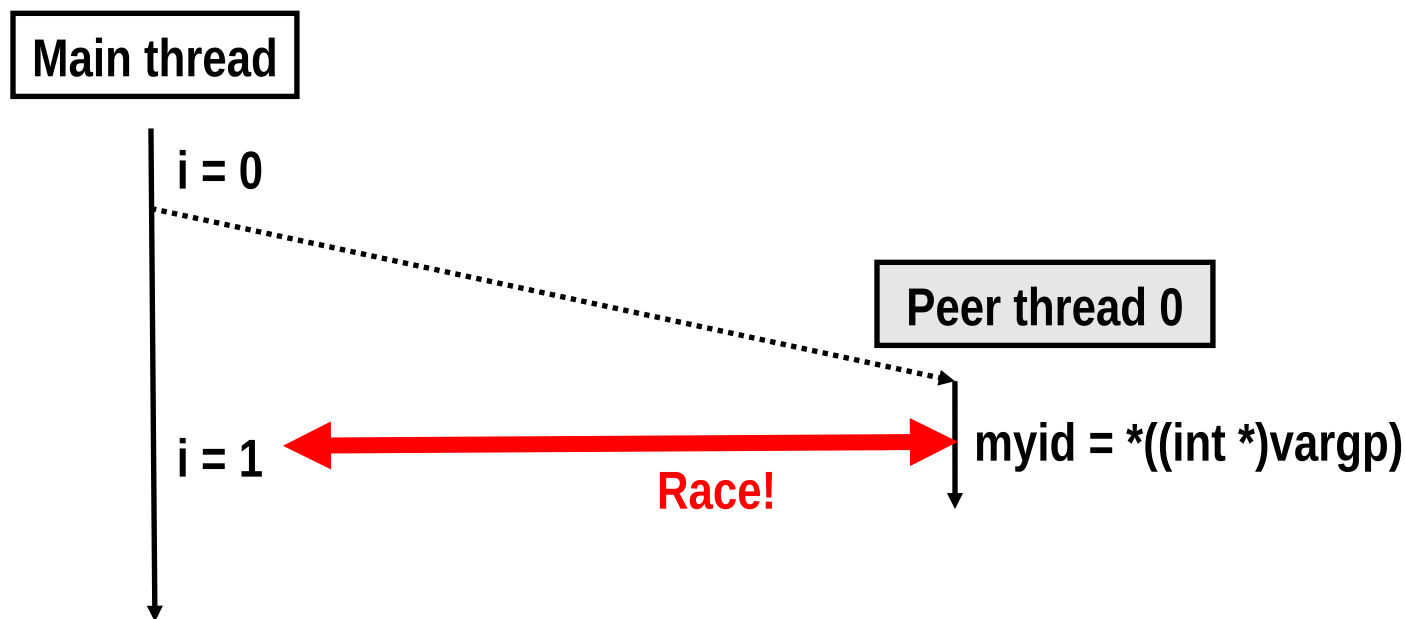 Main thread
i = 0
Peer thread 0
i = 1
myid = *((int *)vargp)
Race!